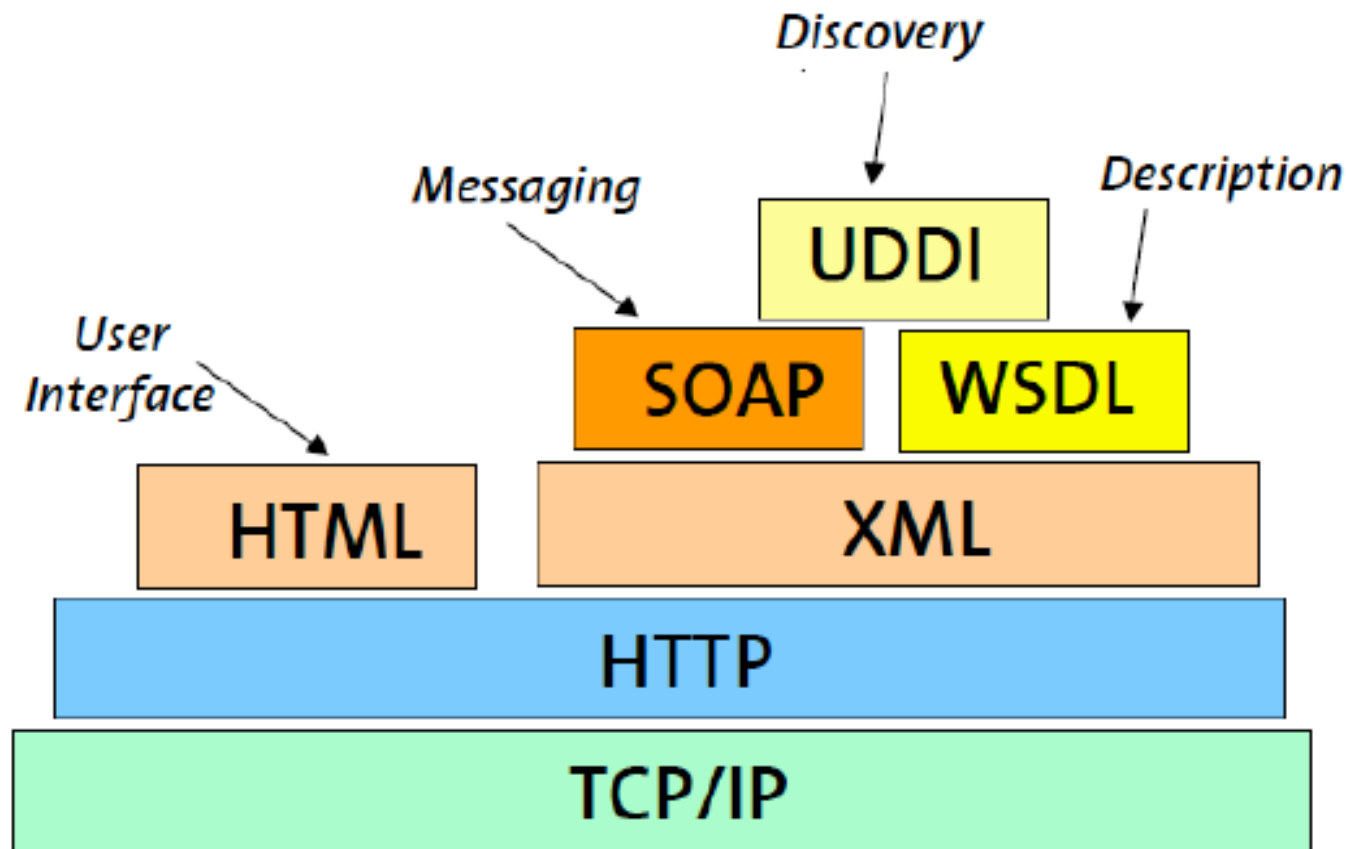 Discovery
Messaging
Description
UDDI
User
Interface
SOAP
WSDL
HTML
XML
HTTP
TCP/IP